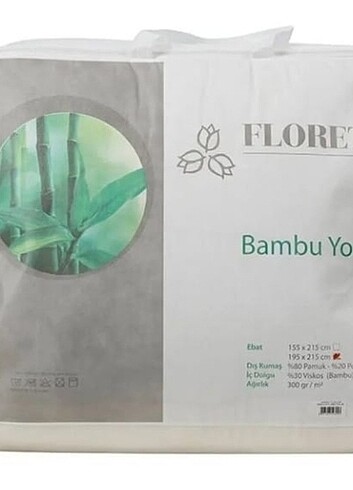 FLORET
Bambu Yo
Ebat 155 x 215 cm
195 x 215 cm
Dış Kumaş %80 Pamuk - %20 P
İç Dolgu %30 Viskos (Bambu)
Ağırlık 300 gr / m²